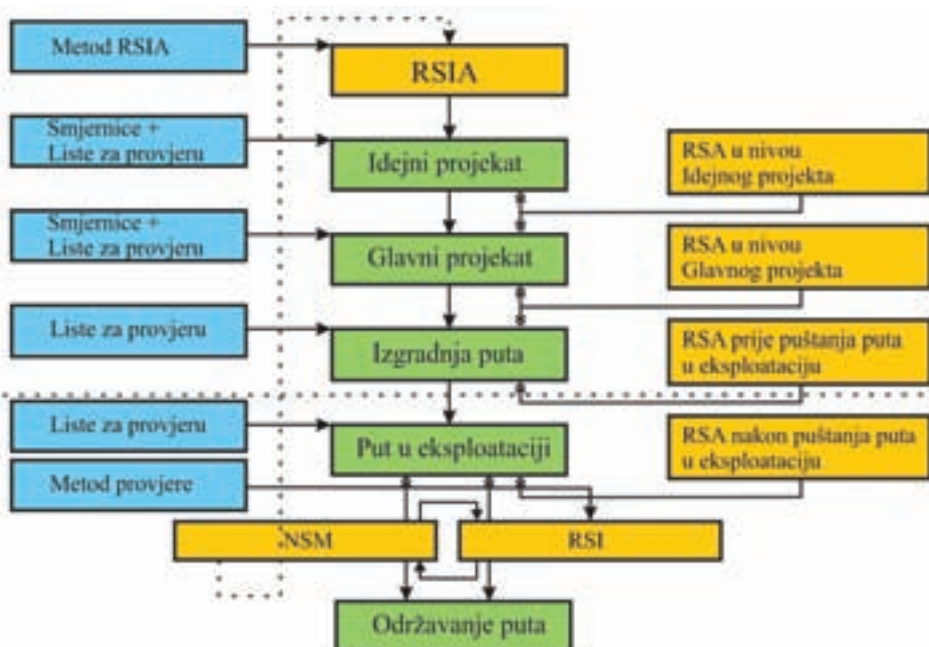 Metod RSIA
RSIA
Smjernice +
Liste za provjeru
Idejni projekat
RSA u nivou
Idejnog projekta
Smjernice +
Liste za provjeru
Glavni projekat
RSA u nivou
Glavnog projekta
Liste za provjeru
Izgradnja puta
RSA prije puštanja puta
u eksploataciju
Liste za provjeru
Put u eksploataciji
RSA nakon puštanja puta
u eksploataciju
Metod provjere
NSM
RSI
Održavanje puta